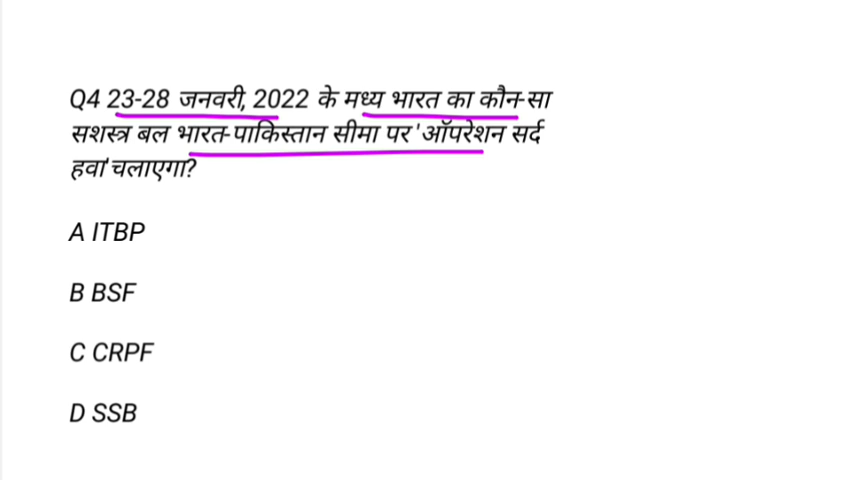 Q4 23-28 जनवरी, 2022 के मध्य भारत का कौन-सा
सशस्त्र बल भारत-पाकिस्तान सीमा पर 'ऑपरेशन सर्द
हवा' चलाएगा?
A ITBP
B BSF
C CRPF
D SSB